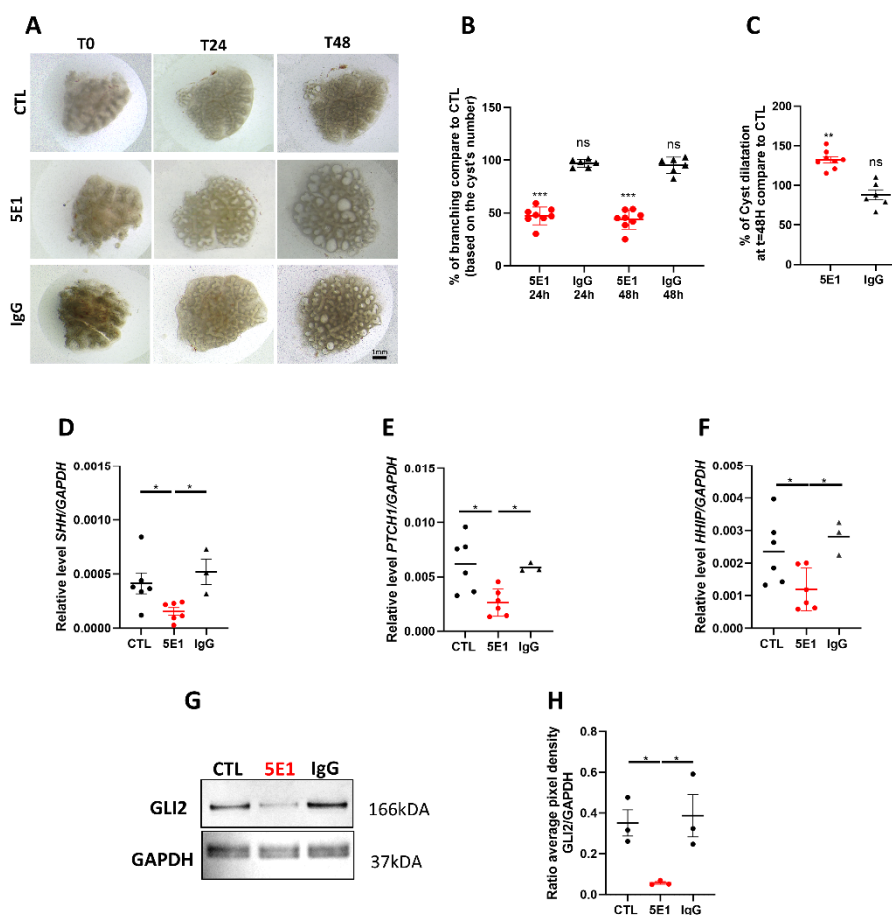 A
T0
T24
T48
CTL
5E1
IgG
1mm
B
% of branching compare to CTL
(based on the cyst's number)
150
100
50
0
***
ns
***
ns
5E1
24h
IgG
24h
5E1
48h
IgG
48h
C
% of Cyst dilatation
at t=48H compare to CTL
200
150
100
50
0
**
ns
5E1
IgG
D
Relative level SHH/GAPDH
0.0015
0.0010
0.0005
0.0000
*
*
CTL
5E1
IgG
E
Relative level PTCH1/GAPDH
0.015
0.010
0.005
0.000
*
*
CTL
5E1
IgG
F
Relative level HHIP/GAPDH
0.005
0.004
0.003
0.002
0.001
0.000
*
*
CTL
5E1
IgG
G
CTL
5E1
IgG
GLI2
166kDA
GAPDH
37kDA
H
Ratio average pixel density
GLI2/GAPDH
0.8
0.6
0.4
0.2
0.0
*
*
CTL
5E1
IgG